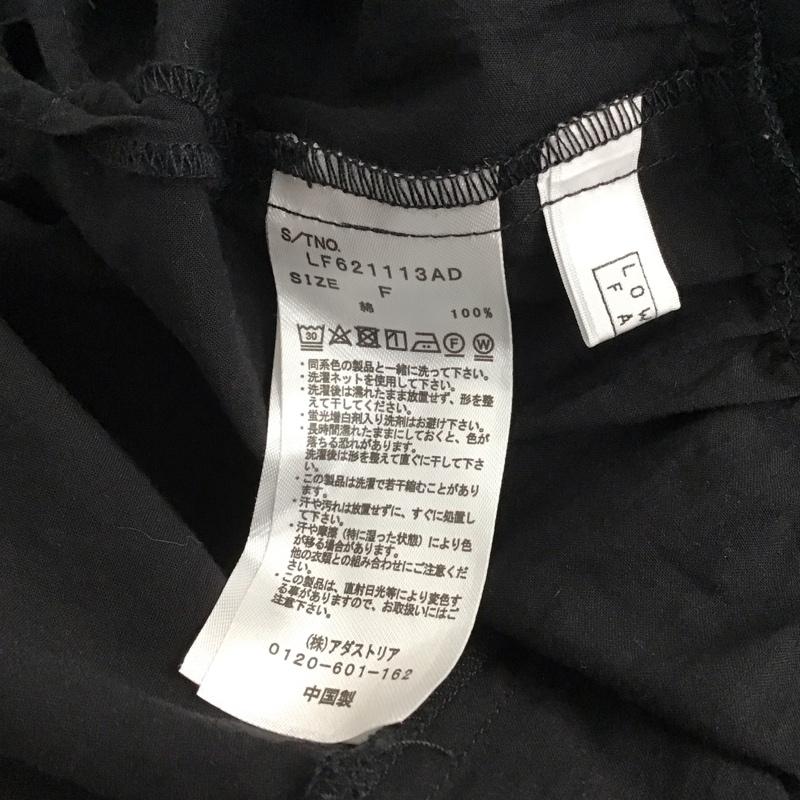 S/TNO.
LF621113AD
SIZE F
綿 100%
30
F W
・同系色の製品と一緒に洗って下さい。
・洗濯ネットを使用して下さい。
・洗濯後は濡れたまま放置せず、形を整
えて干してください。
・蛍光増白剤入り洗剤はお避け下さい。
・長時間濡れたままにしておくと、色が
落ちる恐れがあります。
洗濯後は形を整えて直ぐに干して下さ
い。
・この製品は洗濯で若干縮むことがあり
ます。
・汗や汚れは放置せずに、すぐに処置し
て下さい。
・汗や摩擦（特に湿った状態）により色
が移る場合があります。
他の衣類との組み合わせにご注意くだ
さい。
・この製品は、直射日光等により変色す
る事がありますので、お取扱いにはご
注意下さい。
(株)アダストリア
0120-601-162
中国製
LOW
FA